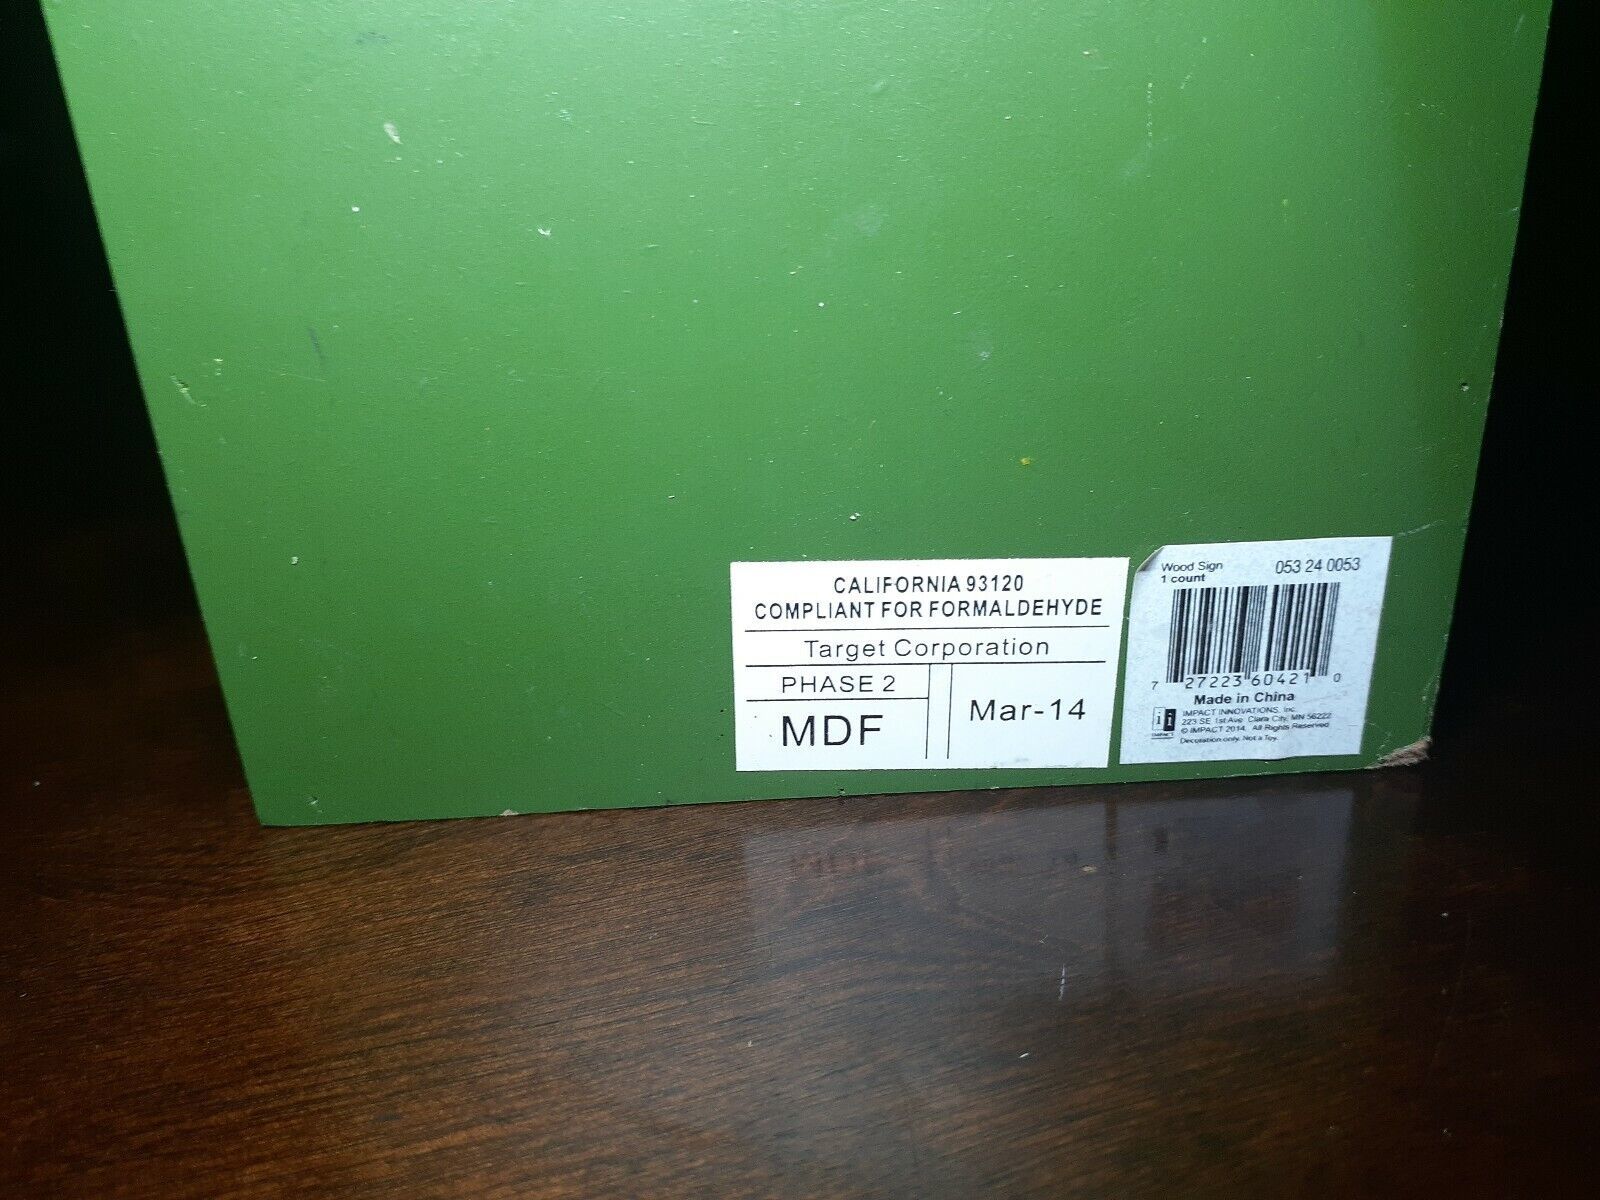 CALIFORNIA 93120
COMPLIANT FOR FORMALDEHYDE
Target Corporation
PHASE 2
MDF
Mar-14
Wood Sign 053 24 0053
1 count
7 27223 60421 0
Made in China
IMPACT
IMPACT INNOVATIONS, Inc.
223 SE 1st Ave Clara City, MN 56222
© IMPACT 2014. All Rights Reserved
Decoration only. Not a Toy.